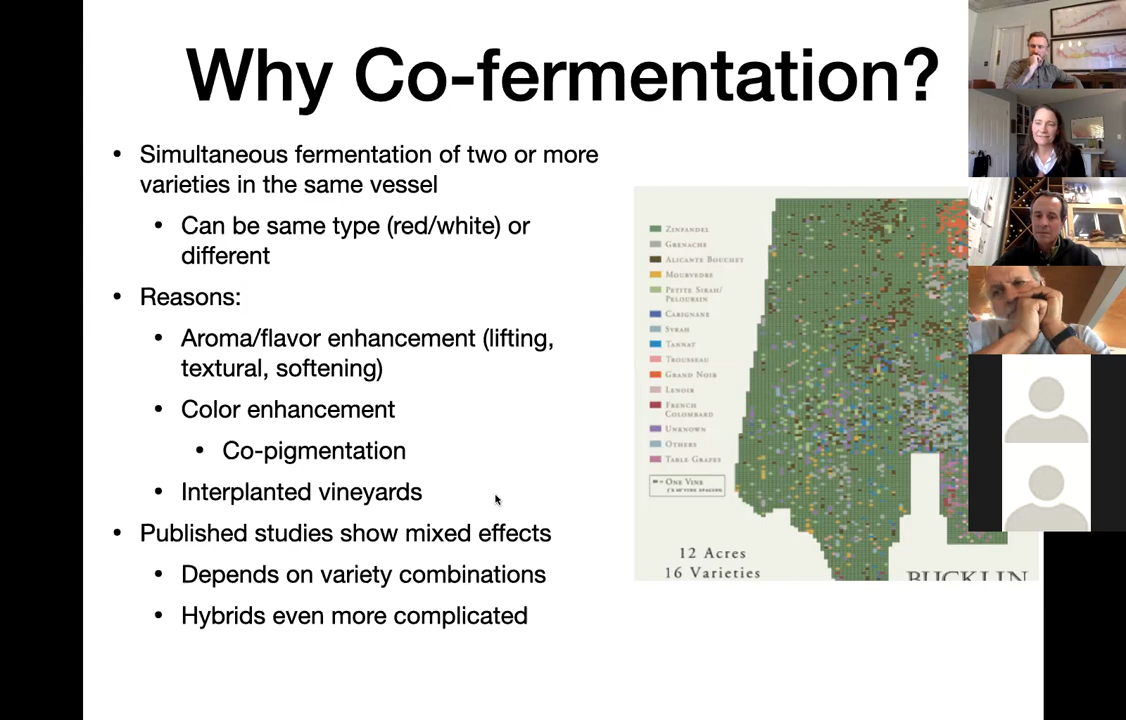 Why Co-fermentation?
• Simultaneous fermentation of two or more
varieties in the same vessel
• Can be same type (red/white) or
different
• Reasons:
• Aroma/flavor enhancement (lifting,
textural, softening)
• Color enhancement
• Co-pigmentation
• Interplanted vineyards
• Published studies show mixed effects
• Depends on variety combinations
• Hybrids even more complicated
Zinfandel
Grenache
Alicante Bouchet
Mourvedre
Petite Sirah/
Peloursin
Carignane
Syrah
Tannat
Trousseau
Grand Noir
Lenoir
French
Colombard
Unknown
Others
Table Grapes
= One Vine
12 Acres
16 Varieties
BUCKLIN